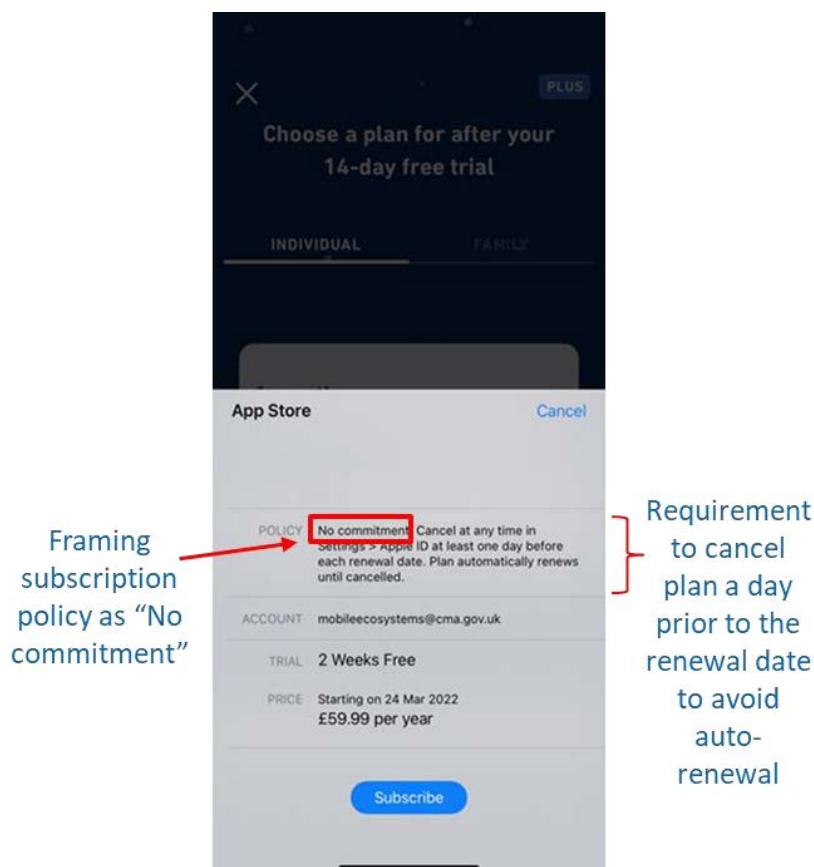 PLUS
Choose a plan for after your
14-day free trial
INDIVIDUAL
FAMILY
App Store
Cancel
POLICY
No commitment. Cancel at any time in
Settings > Apple ID at least one day before
each renewal date. Plan automatically renews
until cancelled.
ACCOUNT
mobileecosystems@cma.gov.uk
TRIAL
2 Weeks Free
PRICE
Starting on 24 Mar 2022
£59.99 per year
Subscribe
Framing
subscription
policy as “No
commitment”
Requirement
to cancel
plan a day
prior to the
renewal date
to avoid
auto-
renewal